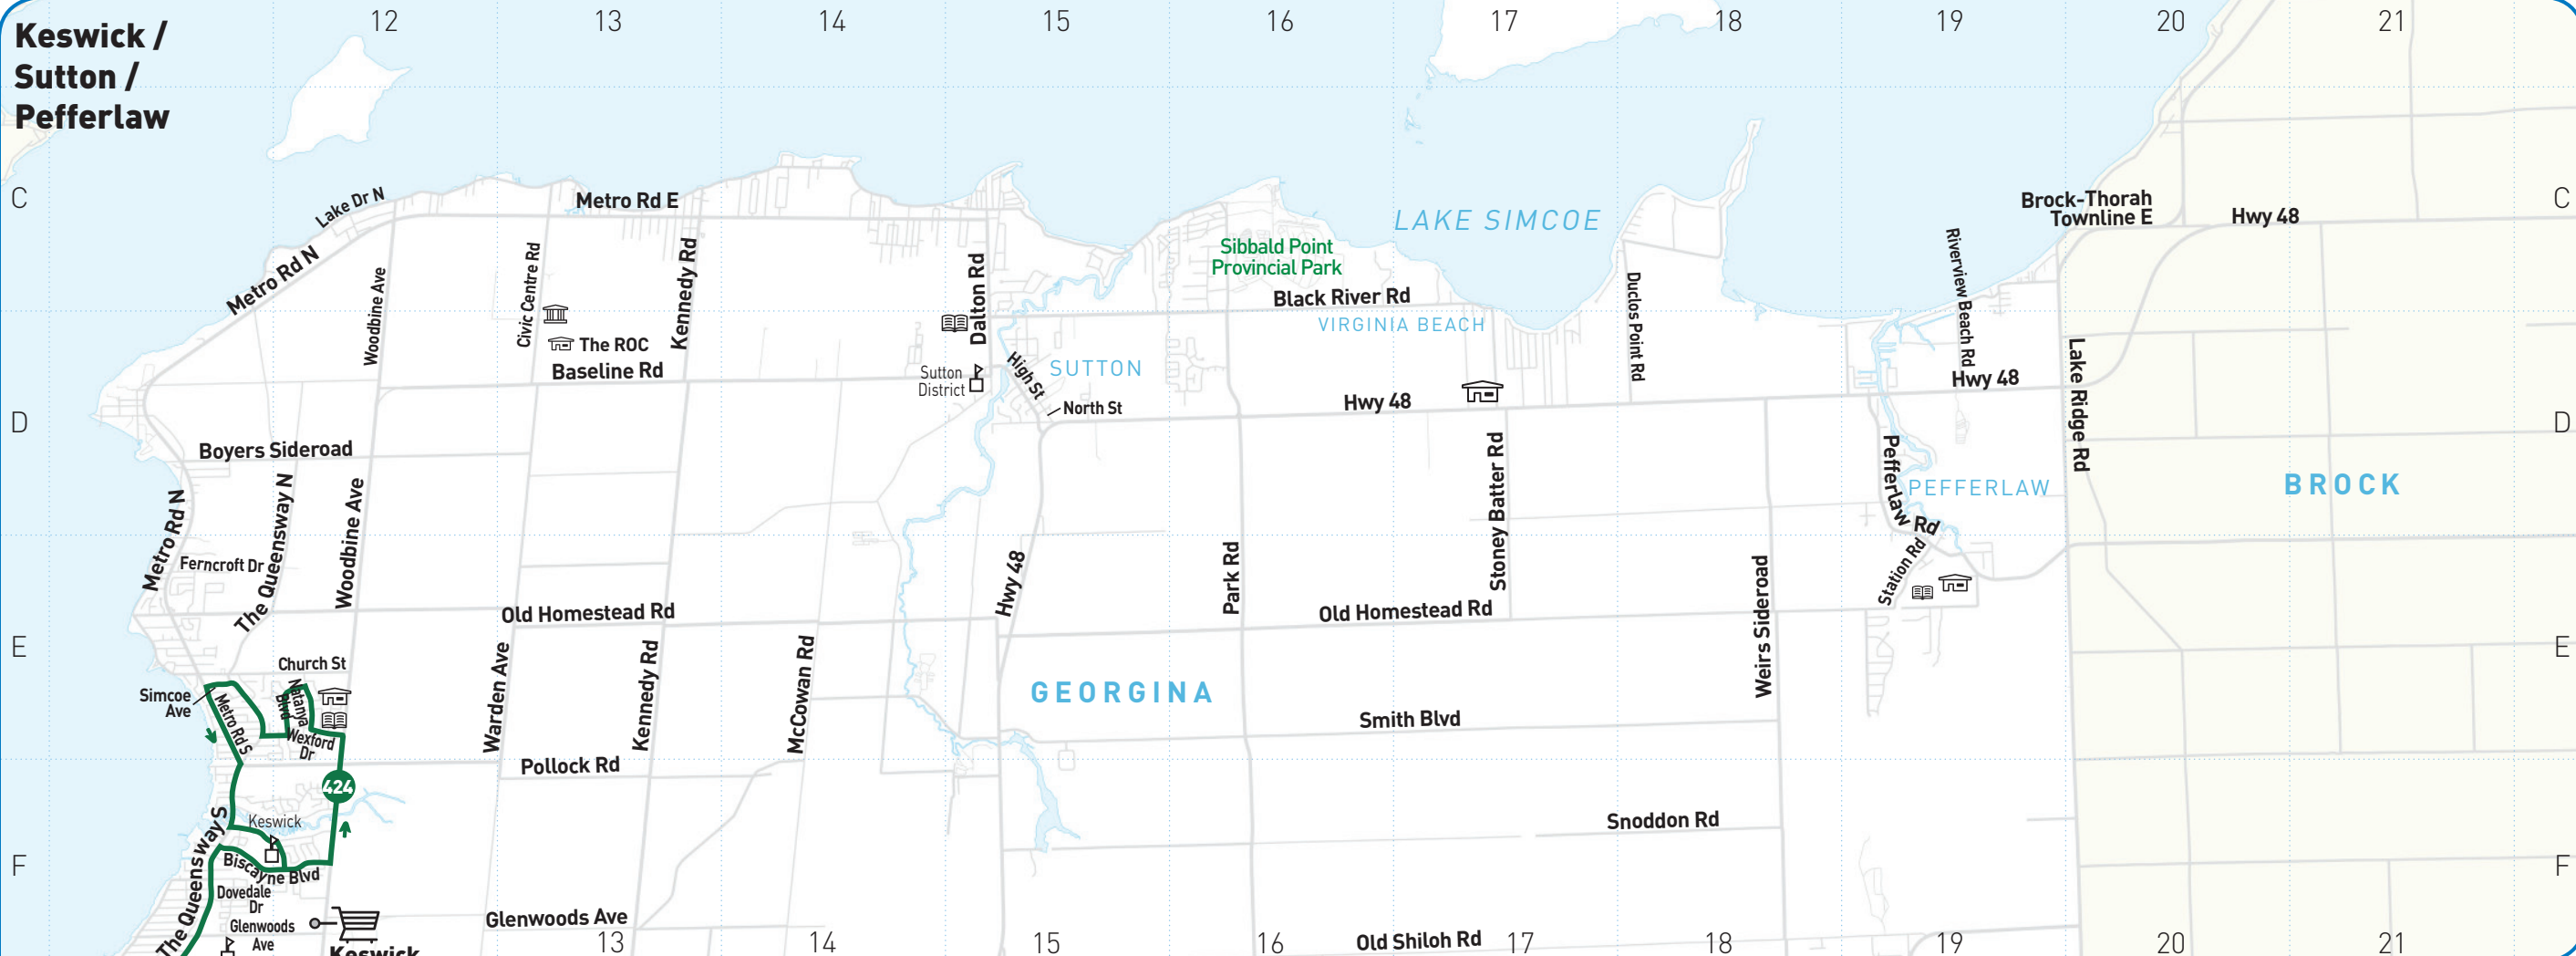 Keswick /
Sutton /
Pefferlaw
12
13
14
15
16
17
18
19
20
21
C
C
Lake Dr N
Metro Rd E
LAKE SIMCOE
Brock-Thorah
Townline E
Hwy 48
Metro Rd N
Woodbine Ave
Civic Centre Rd
Kennedy Rd
Dalton Rd
Sibbald Point
Provincial Park
Black River Rd
VIRGINIA BEACH
Duclos Point Rd
Riverview Beach Rd
The ROC
Baseline Rd
Sutton
District
High St
SUTTON
North St
Hwy 48
Hwy 48
Lake Ridge Rd
D
D
Boyers Sideroad
Metro Rd N
The Queensway N
Woodbine Ave
Ferncroft Dr
Stoney Batter Rd
Pefferlaw Rd
PEFFERLAW
BROCK
Hwy 48
Park Rd
Weirs Sideroad
Station Rd
Old Homestead Rd
Old Homestead Rd
E
E
Church St
Simcoe
Ave
Metro Rd S
Natanya
Blvd
Wexford
Dr
Warden Ave
Kennedy Rd
McCowan Rd
GEORGINA
Smith Blvd
Pollock Rd
424
Keswick
Snoddon Rd
The Queensway S
Biscayne Blvd
F
F
Dovedale
Dr
Glenwoods
Ave
Glenwoods Ave
Keswick
13
14
15
16
Old Shiloh Rd
17
18
19
20
21